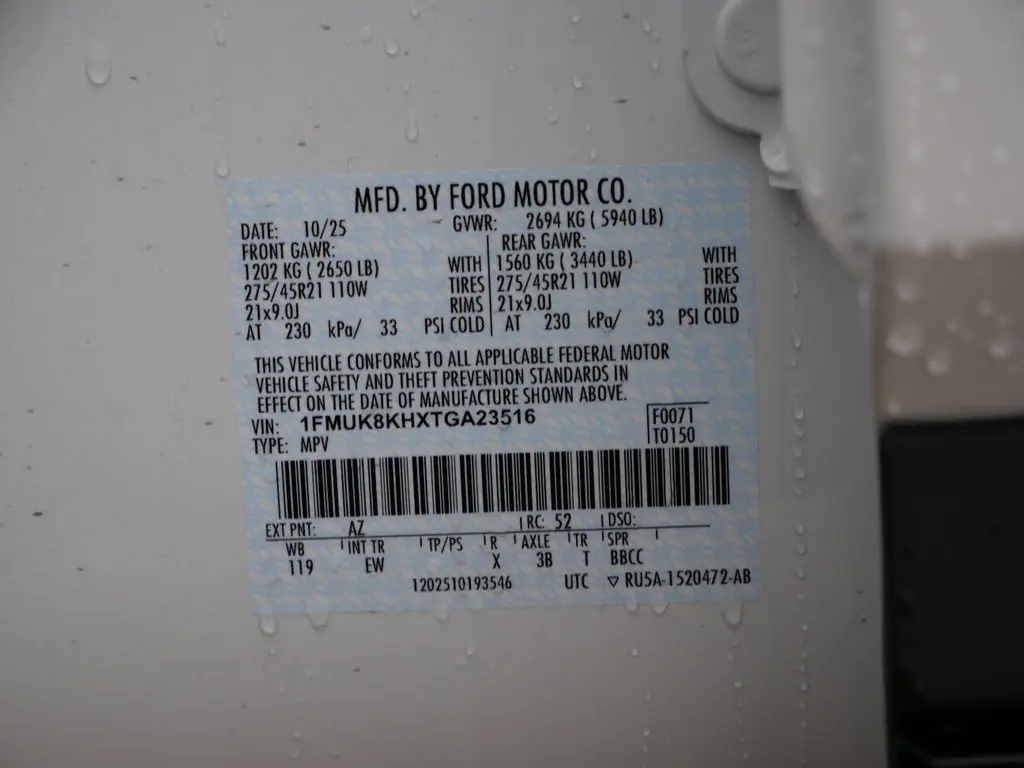 MFD. BY FORD MOTOR CO.
DATE: 10/25 GVWR: 2694 KG ( 5940 LB)
FRONT GAWR: REAR GAWR:
1202 KG ( 2650 LB) WITH 1560 KG ( 3440 LB) WITH
275/45R21 110W TIRES 275/45R21 110W TIRES
21x9.0J RIMS 21x9.0J RIMS
AT 230 kPa/ 33 PSI COLD AT 230 kPa/ 33 PSI COLD
THIS VEHICLE CONFORMS TO ALL APPLICABLE FEDERAL MOTOR
VEHICLE SAFETY AND THEFT PREVENTION STANDARDS IN
EFFECT ON THE DATE OF MANUFACTURE SHOWN ABOVE.
VIN: 1FMUK8KHXTGA23516 F0071
TYPE: MPV T0150
EXT PNT: AZ RC: 52 DSO:
WB INT TR TP/PS R AXLE TR SPR
119 EW X 3B T BBCC
1202510193546 UTC ▽ RU5A-1520472-AB